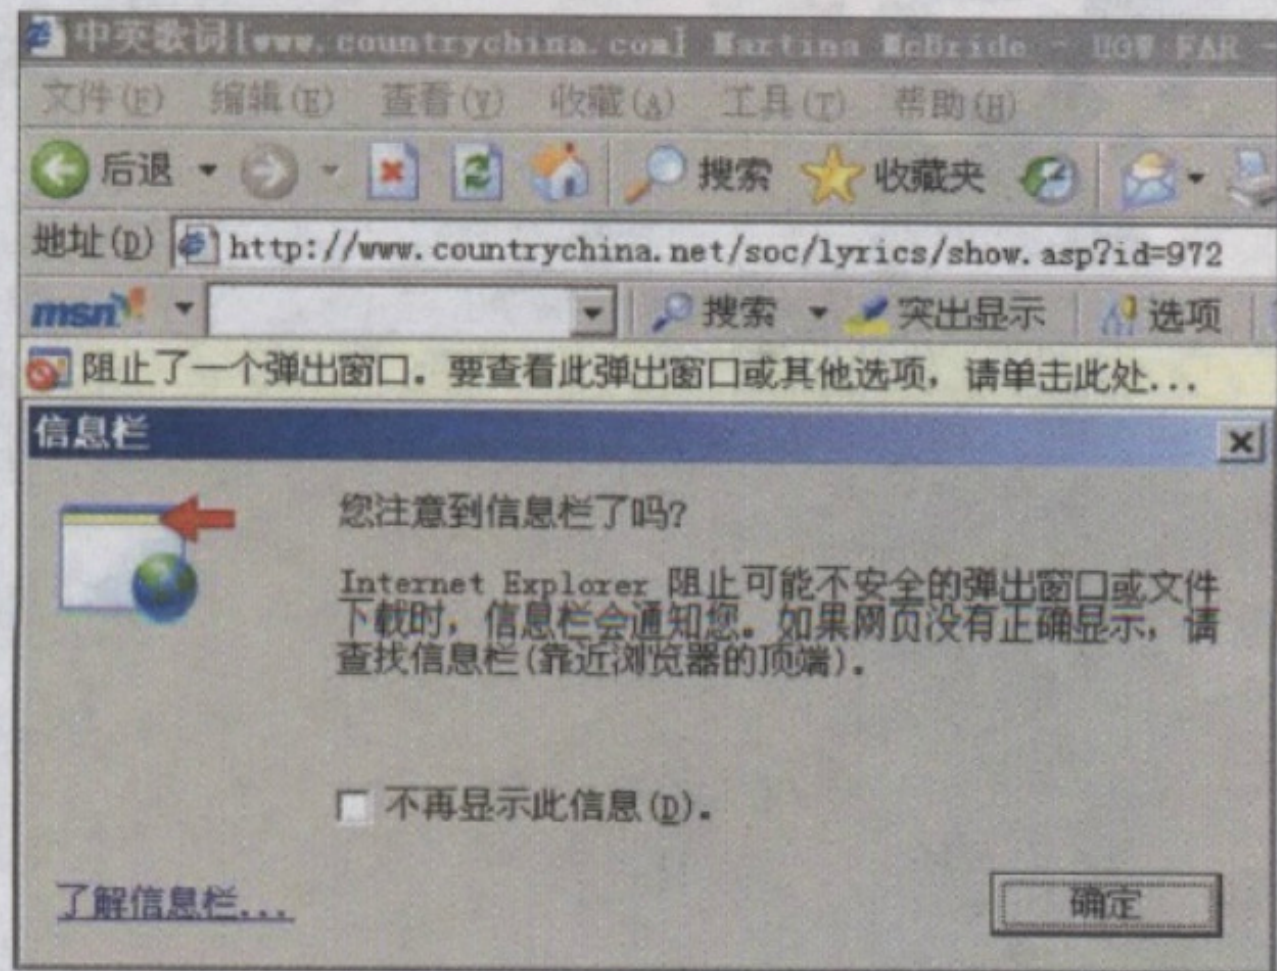 中英歌词[www.countrychina.com] Martina McBride - HOW FAR -
文件(F) 编辑(E) 查看(V) 收藏(A) 工具(T) 帮助(H)
后退 搜索 收藏夹
地址(D) http://www.countrychina.net/soc/lyrics/show.asp?id=972
msn 搜索 突出显示 选项
阻止了一个弹出窗口。要查看此弹出窗口或其他选项，请单击此处...
信息栏
您注意到信息栏了吗?
Internet Explorer 阻止可能不安全的弹出窗口或文件
下载时，信息栏会通知您。如果网页没有正确显示，请
查找信息栏(靠近浏览器的顶端)。
不再显示此信息(D)。
了解信息栏...
确定